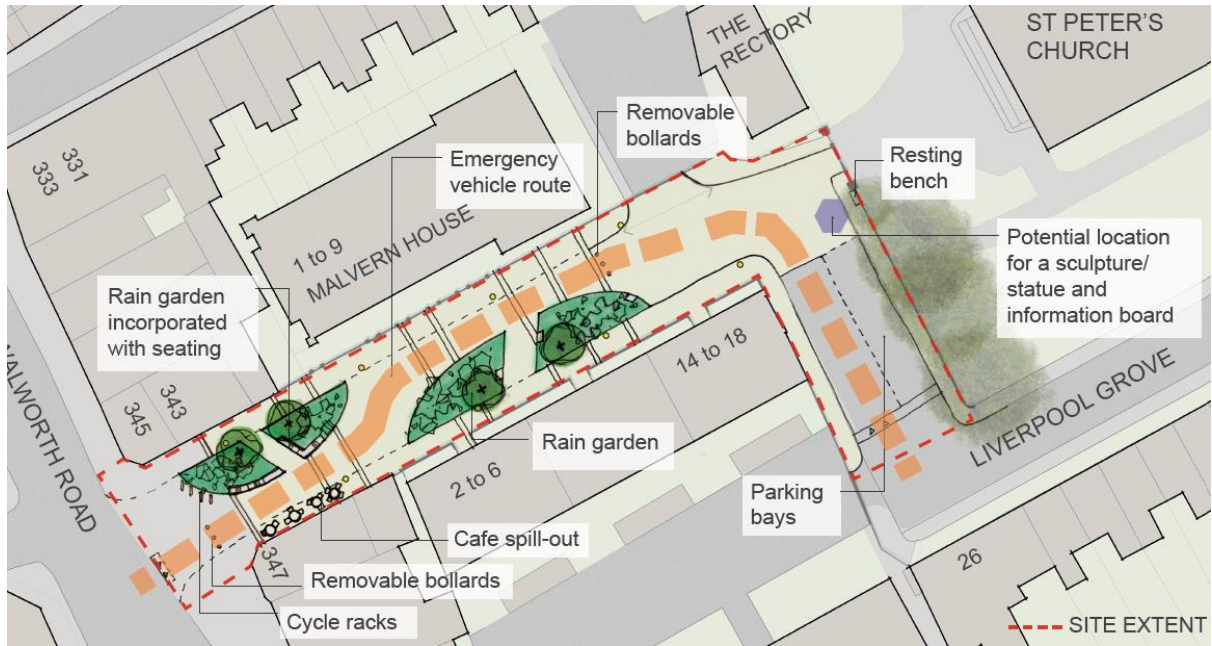 THE
RECTORY
ST PETER'S
CHURCH
Removable
bollards
Emergency
vehicle route
Resting
bench
331
333
1 to 9
MALVERN HOUSE
Potential location
for a sculpture/
statue and
information board
Rain garden
incorporated
with seating
343
345
14 to 18
LIVERPOOL GROVE
Rain garden
2 to 6
WALWORTH ROAD
Parking
bays
Cafe spill-out
347
26
Removable bollards
Cycle racks
SITE EXTENT